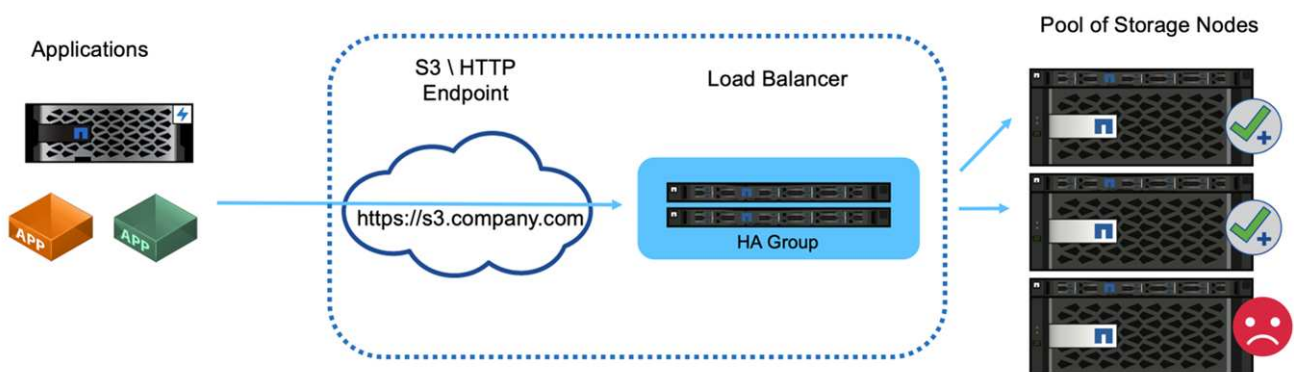 Applications
APP
APP
S3 \ HTTP
Endpoint
https://s3.company.com
Load Balancer
HA Group
Pool of Storage Nodes